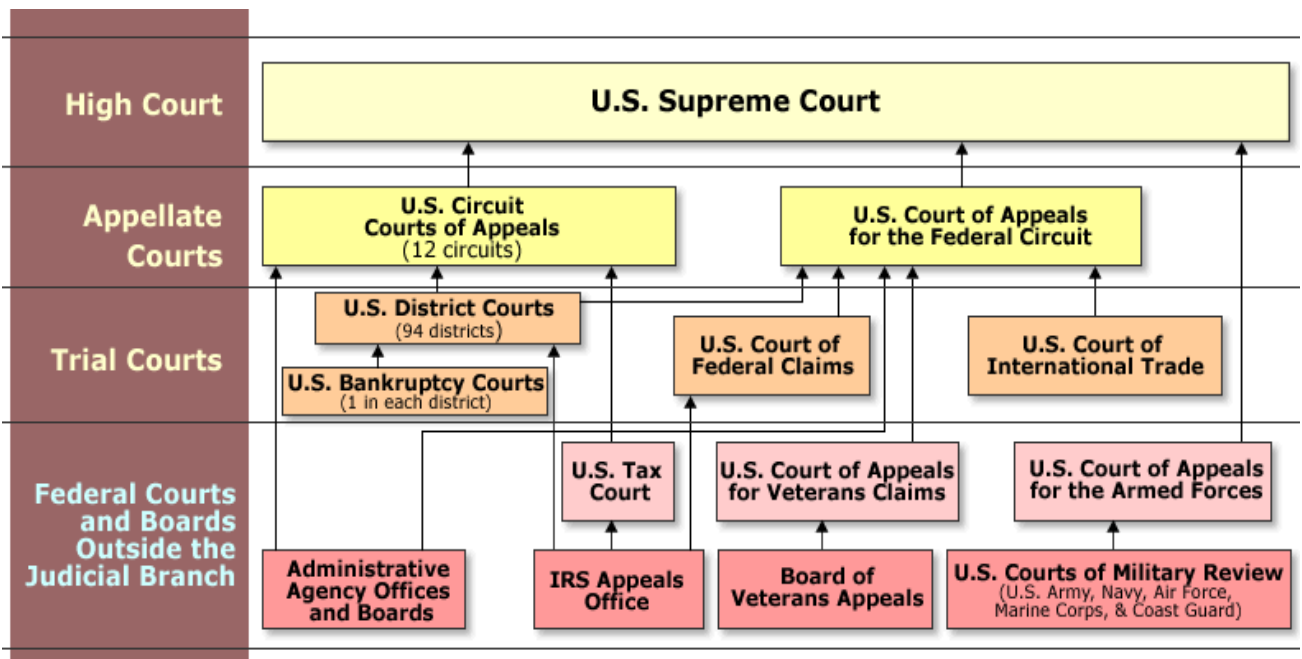 High Court
U.S. Supreme Court
Appellate
Courts
U.S. Circuit
Courts of Appeals
(12 circuits)
U.S. Court of Appeals
for the Federal Circuit
Trial Courts
U.S. District Courts
(94 districts)
U.S. Bankruptcy Courts
(1 in each district)
U.S. Court of
Federal Claims
U.S. Court of
International Trade
Federal Courts
and Boards
Outside the
Judicial Branch
U.S. Tax
Court
U.S. Court of Appeals
for Veterans Claims
U.S. Court of Appeals
for the Armed Forces
Administrative
Agency Offices
and Boards
IRS Appeals
Office
Board of
Veterans Appeals
U.S. Courts of Military Review
(U.S. Army, Navy, Air Force,
Marine Corps, & Coast Guard)